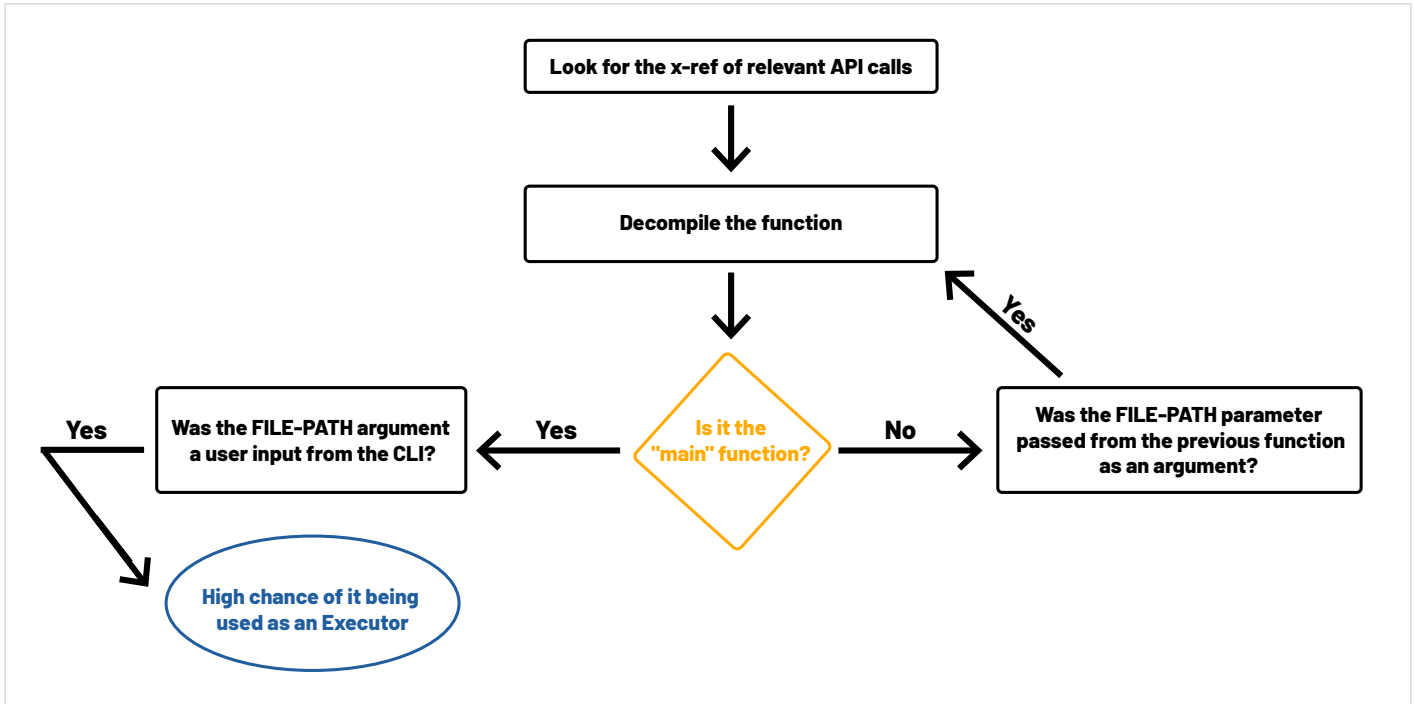 Look for the x-ref of relevant API calls
Decompile the function
Yes
Yes
Was the FILE-PATH argument
a user input from the CLI?
Yes
Is it the
"main" function?
No
Was the FILE-PATH parameter
passed from the previous function
as an argument?
High chance of it being
used as an Executor